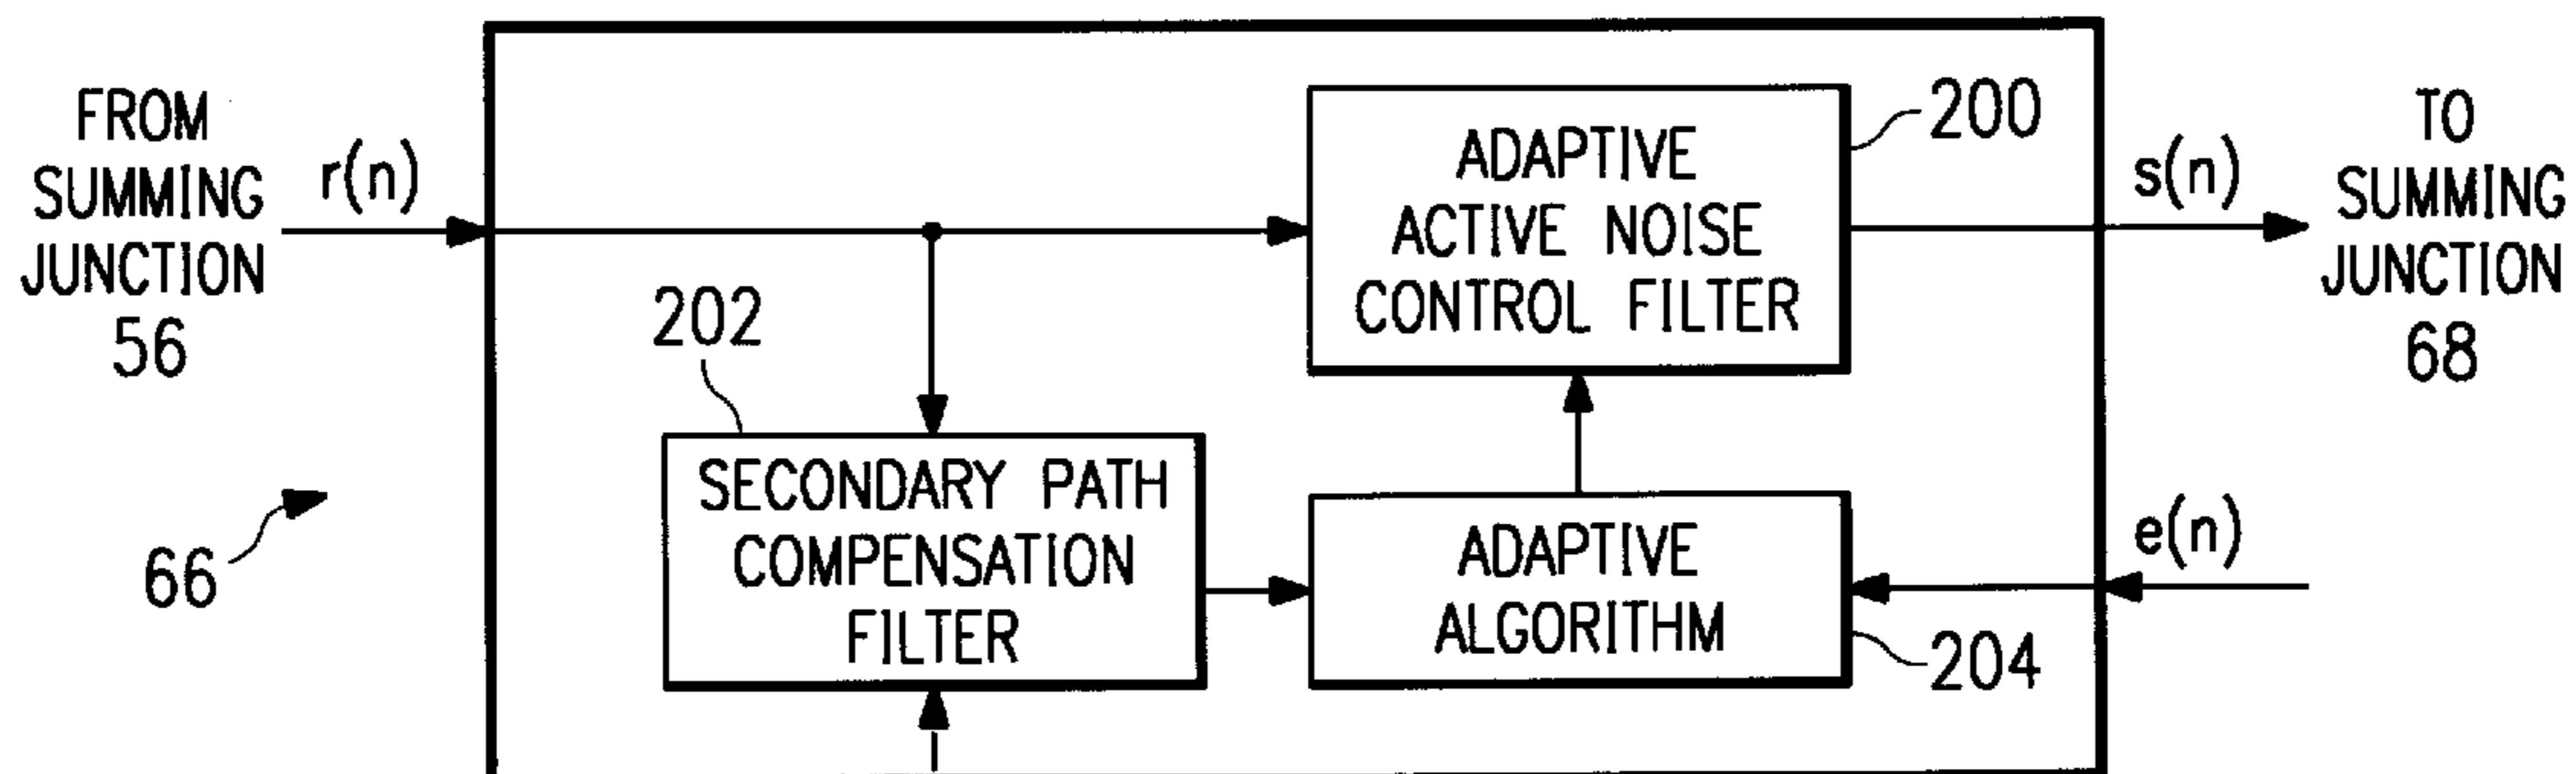 FROM
SUMMING
JUNCTION
56
r(n)
202
ADAPTIVE
ACTIVE NOISE
CONTROL FILTER
200
s(n)
TO
SUMMING
JUNCTION
68
66
SECONDARY PATH
COMPENSATION
FILTER
ADAPTIVE
ALGORITHM
204
e(n)